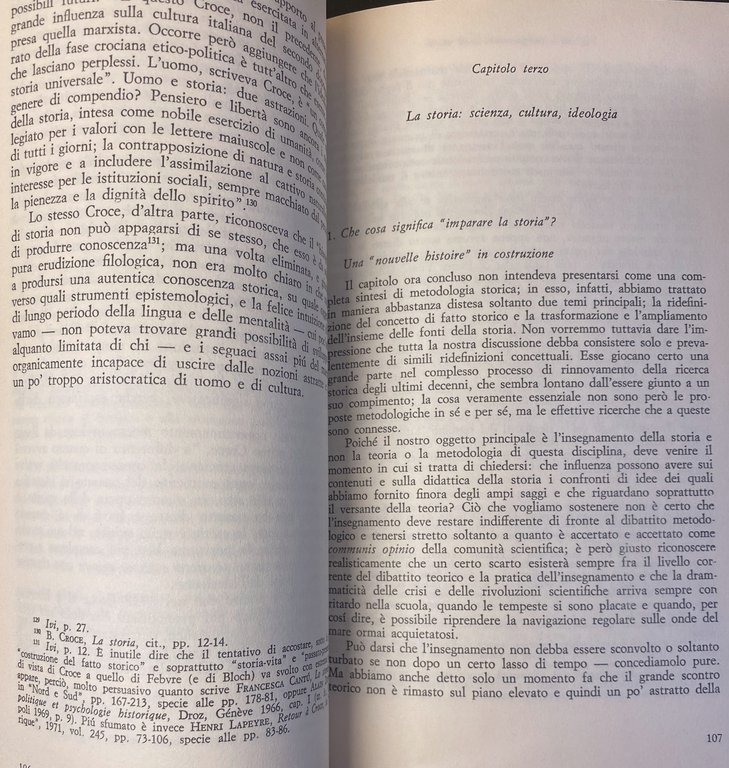 possibili futuri
grande influenza sulla cultura italiana del secondo
presa quella marxista. Occorre però aggiungere che
rato della fase crociana etico-politica è tutt'altro che
che lasciano perplessi. L'uomo, scriveva Croce, è "un
storia universale". Uomo e storia: due astrazioni.
genere di compendio? Pensiero e libertà sono ancora
della storia, intesa come nobile esercizio di umanità,
legiato per i valori con le lettere maiuscole e non
di tutti i giorni; la contrapposizione di natura e storia
in vigore e a includere l'assimilazione al cattivo
interesse per le istituzioni sociali, sempre macchiato
la pienezza e la dignità dello spirito".130
Lo stesso Croce, d'altra parte, riconosceva che il
di storia non può appagarsi di se stesso, che esso è
di produrre conoscenza131; ma una volta eliminata,
pura erudizione filologica, non era molto chiaro in
a prodursi una autentica conoscenza storica, su quale
verso quali strumenti epistemologici, e la felice intuizione
di lungo periodo della lingua e delle mentalità — cui
vamo — non poteva trovare grandi possibilità di
alquanto limitata di chi — e i seguaci assai più del
organicamente incapace di uscire dalle nozioni astratte
un po' troppo aristocratica di uomo e di cultura.
129 Ivi, p. 27.
130 B. CROCE, La storia, cit., pp. 12-14.
131 Ivi, p. 12. È inutile dire che il tentativo di accostare,
"costruzione del fatto storico" e soprattutto "storia-vita" e
di vista di Croce a quello di Febvre (e di Bloch) va svolto con
appare, perciò, molto persuasivo quanto scrive FRANCESCA CANTÙ,
in "Nord e Sud", pp. 167-213, specie alle pp. 178-81, oppure
politique et psychologie historique, Droz, Génève 1966, cap. I
poli 1969, p. 9). Piú sfumato è invece HENRI LAPEYRE, Retour à Croce,
rique", 1971, vol. 245, pp. 73-106, specie alle pp. 83-86.
Capitolo terzo
La storia: scienza, cultura, ideologia
1. Che cosa significa "imparare la storia"?
Una "nouvelle histoire" in costruzione
Il capitolo ora concluso non intendeva presentarsi come una com-
pleta sintesi di metodologia storica; in esso, infatti, abbiamo trattato
in maniera abbastanza distesa soltanto due temi principali; la ridefini-
zione del concetto di fatto storico e la trasformazione e l'ampliamento
dell'insieme delle fonti della storia. Non vorremmo tuttavia dare l'im-
pressione che tutta la nostra discussione debba consistere solo e preva-
lentemente di simili ridefinizioni concettuali. Esse giocano certo una
grande parte nel complesso processo di rinnovamento della ricerca
storica degli ultimi decenni, che sembra lontano dall'essere giunto a un
suo compimento; la cosa veramente essenziale non sono però le pro-
poste metodologiche in sé e per sé, ma le effettive ricerche che a queste
sono connesse.
Poiché il nostro oggetto principale è l'insegnamento della storia e
non la teoria o la metodologia di questa disciplina, deve venire il
momento in cui si tratta di chiedersi: che influenza possono avere sui
contenuti e sulla didattica della storia i confronti di idee dei quali
abbiamo fornito finora degli ampi saggi e che riguardano soprattutto
il versante della teoria? Ciò che vogliamo sostenere non è certo che
l'insegnamento deve restare indifferente di fronte al dibattito metodo-
logico e tenersi stretto soltanto a quanto è accertato e accettato come
communis opinio della comunità scientifica; è però giusto riconoscere
realisticamente che un certo scarto esisterà sempre fra il livello cor-
rente del dibattito teorico e la pratica dell'insegnamento e che la dram-
maticità delle crisi e delle rivoluzioni scientifiche arriva sempre con
ritardo nella scuola, quando le tempeste si sono placate e quando, per
così dire, è possibile riprendere la navigazione regolare sulle onde del
mare ormai acquietatosi.
Può darsi che l'insegnamento non debba essere sconvolto o soltanto
turbato se non dopo un certo lasso di tempo — concediamolo pure.
Ma abbiamo anche detto solo un momento fa che il grande scontro
teorico non è rimasto sul piano elevato e quindi un po' astratto della
107